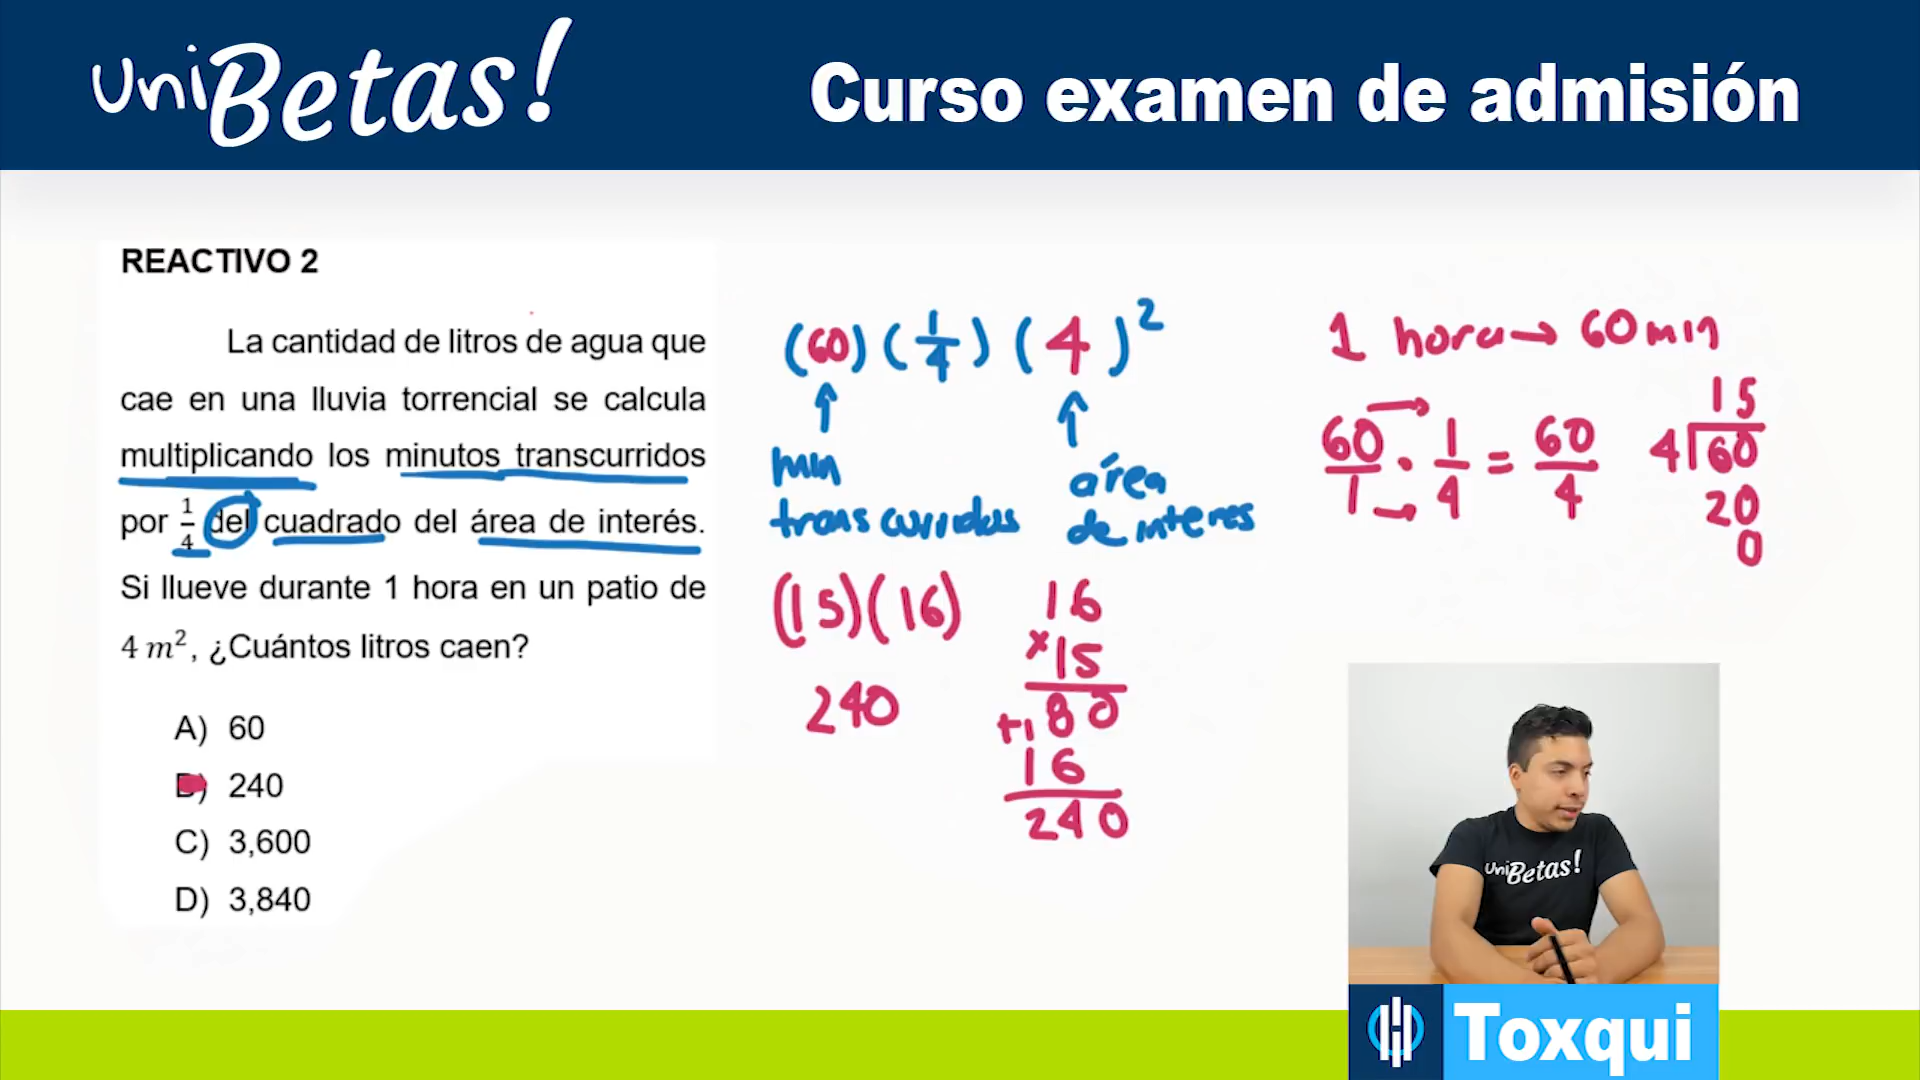 UniBetas!
Curso examen de admisión
REACTIVO 2
La cantidad de litros de agua que
cae en una lluvia torrencial se calcula
multiplicando los minutos transcurridos
por 1/4 del cuadrado del área de interés.
Si llueve durante 1 hora en un patio de
4 m², ¿Cuántos litros caen?
A) 60
B) 240
C) 3,600
D) 3,840
(60)(1/4)(4)²
min
transcurridos
área
de interes
(15)(16)
240
16
×15
80
+16
240
1 hora → 60 min
60/1 · 1/4 = 60/4
15
4 60
20
0
UniBetas!
Toxqui